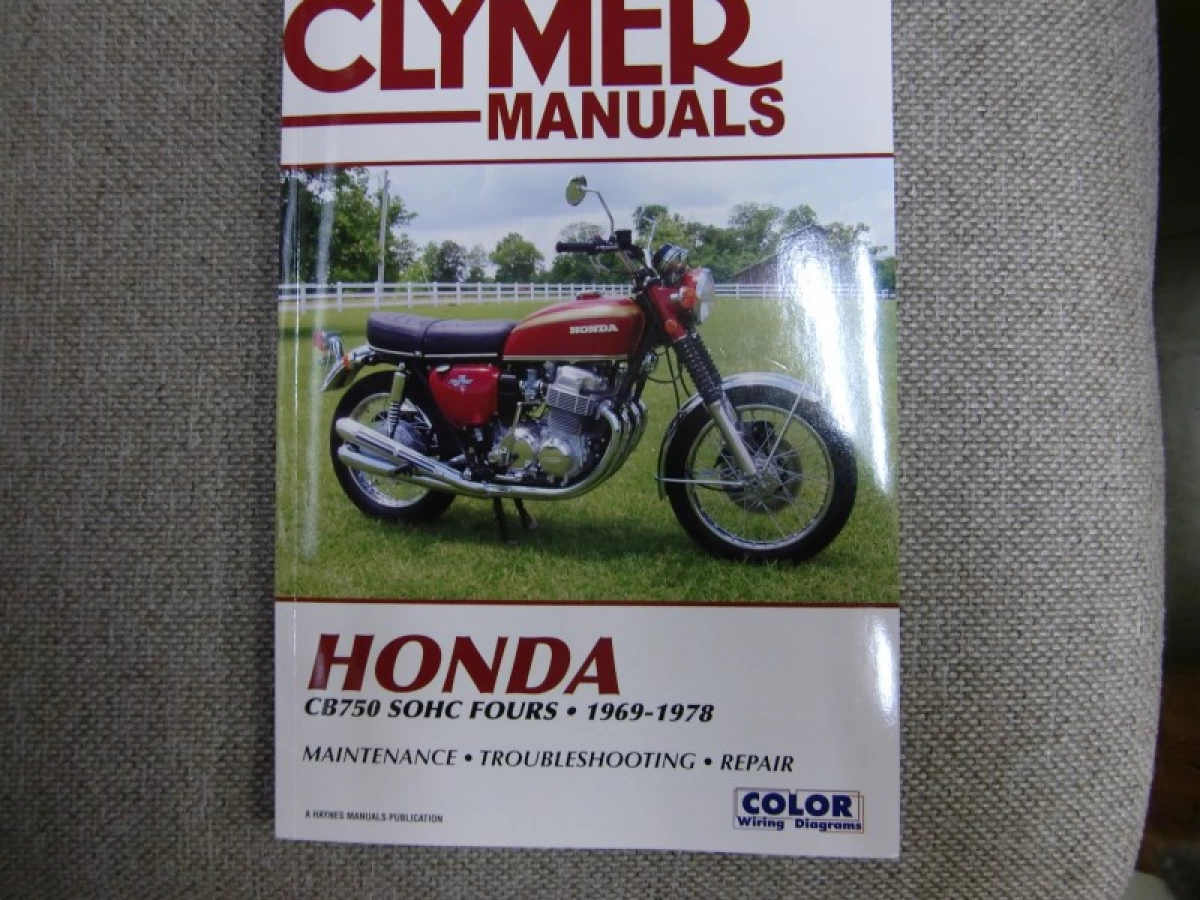 CLYMER
MANUALS
HONDA
HONDA
CB750 SOHC FOURS • 1969-1978
MAINTENANCE • TROUBLESHOOTING • REPAIR
COLOR
Wiring Diagrams
A HAYNES MANUALS PUBLICATION